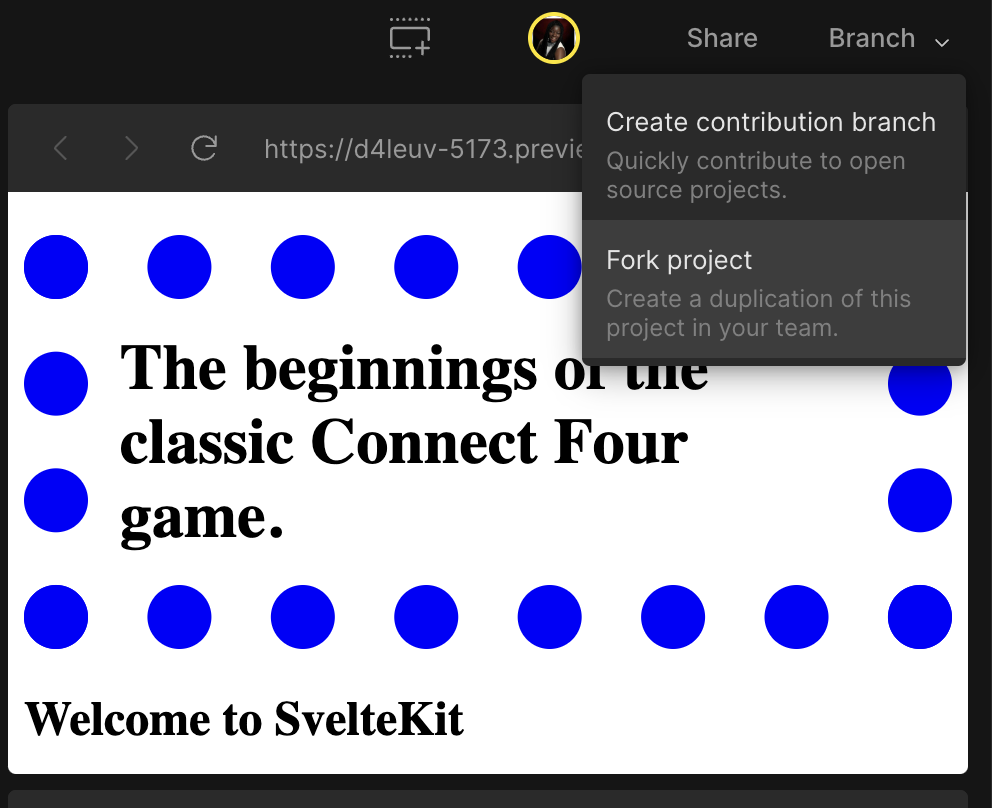 Share
Branch
https://d4leuv-5173.previe
Create contribution branch
Quickly contribute to open
source projects.
Fork project
Create a duplication of this
project in your team.
The beginnings of the
classic Connect Four
game.
Welcome to SvelteKit